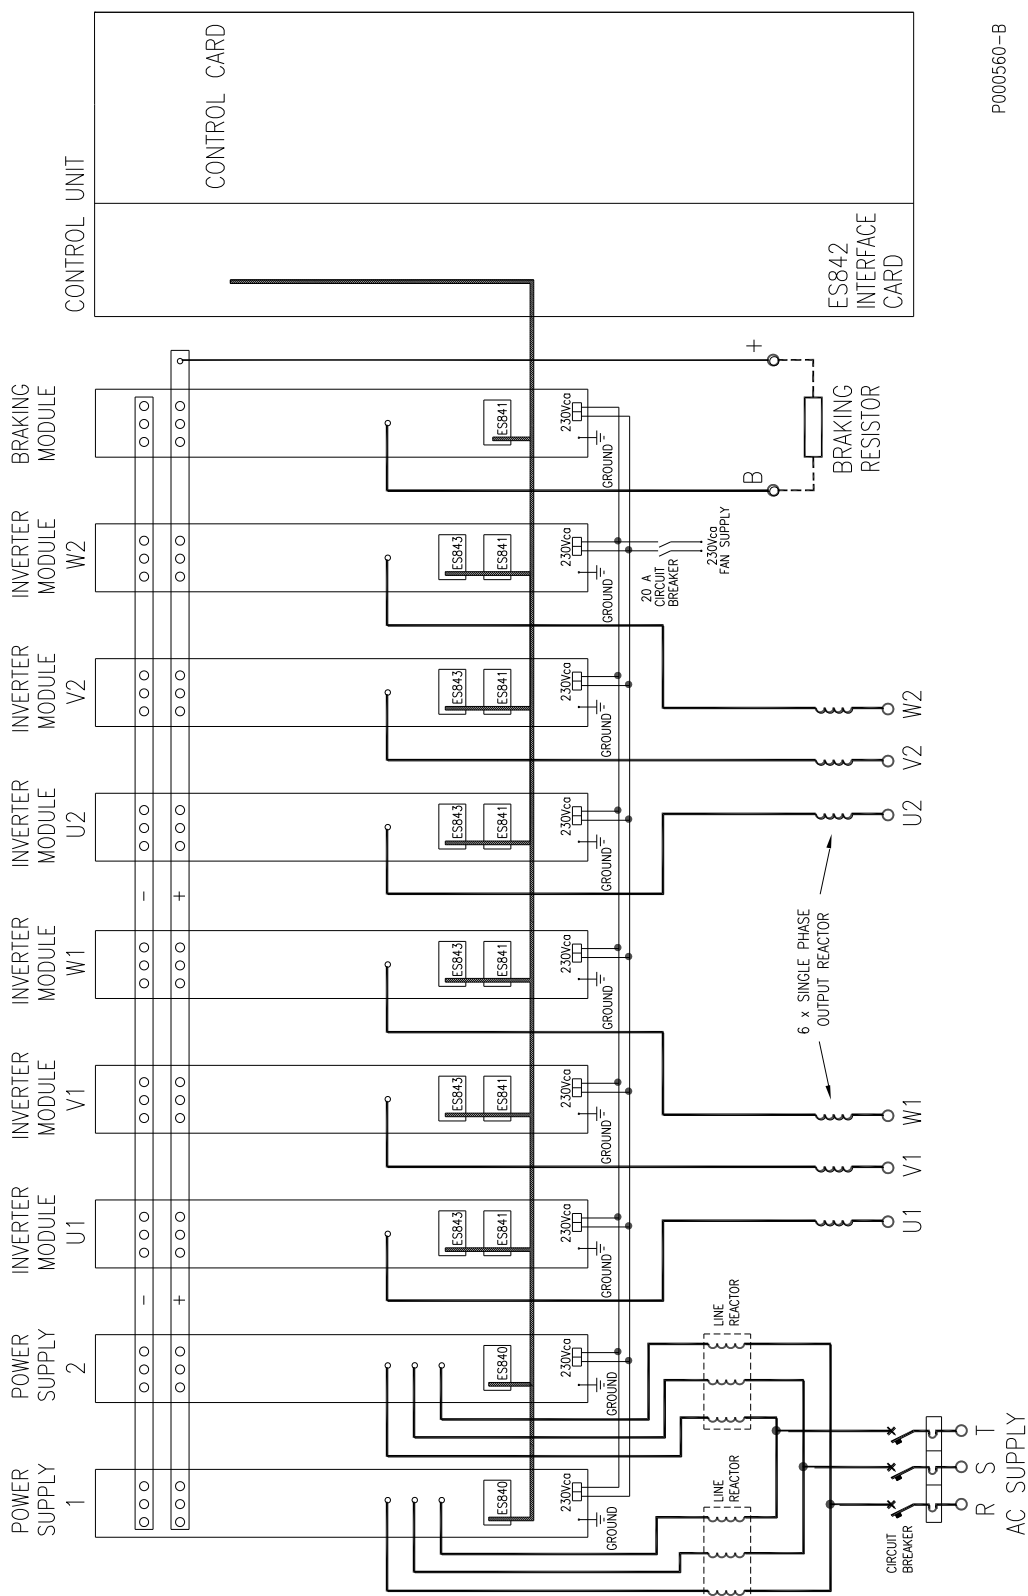 POWER
SUPPLY
1
POWER
SUPPLY
2
INVERTER
MODULE
U1
INVERTER
MODULE
V1
INVERTER
MODULE
W1
INVERTER
MODULE
U2
INVERTER
MODULE
V2
INVERTER
MODULE
W2
BRAKING
MODULE
CONTROL UNIT
- -
+ +
CONTROL CARD
ES843
ES843
ES843
ES843
ES843
ES843
ES840
ES840
ES841
ES841
ES841
ES841
ES841
ES841
ES841
230Vca
230Vca
230Vca
230Vca
230Vca
230Vca
230Vca
230Vca
230Vca
GROUND
GROUND
GROUND
GROUND
GROUND
GROUND
GROUND
GROUND
GROUND
20 A
CIRCUIT
BREAKER
230Vca
FAN SUPPLY
B
+
BRAKING
RESISTOR
ES842
INTERFACE
CARD
LINE
REACTOR
LINE
REACTOR
6 x SINGLE PHASE
OUTPUT REACTOR
CIRCUIT
BREAKER
U1
V1
W1
U2
V2
W2
R
S
T
AC SUPPLY
P000560-B